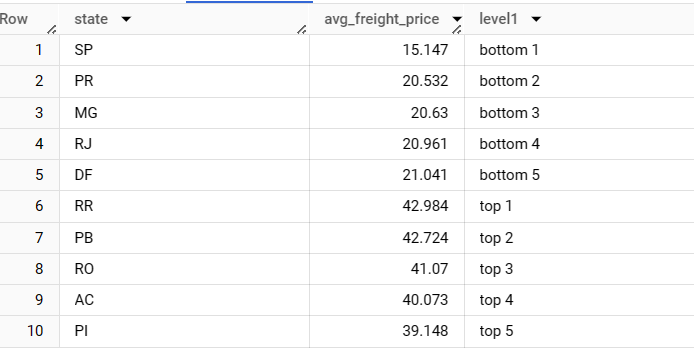 Row state avg_freight_price level1
1 SP 15.147 bottom 1
2 PR 20.532 bottom 2
3 MG 20.63 bottom 3
4 RJ 20.961 bottom 4
5 DF 21.041 bottom 5
6 RR 42.984 top 1
7 PB 42.724 top 2
8 RO 41.07 top 3
9 AC 40.073 top 4
10 PI 39.148 top 5